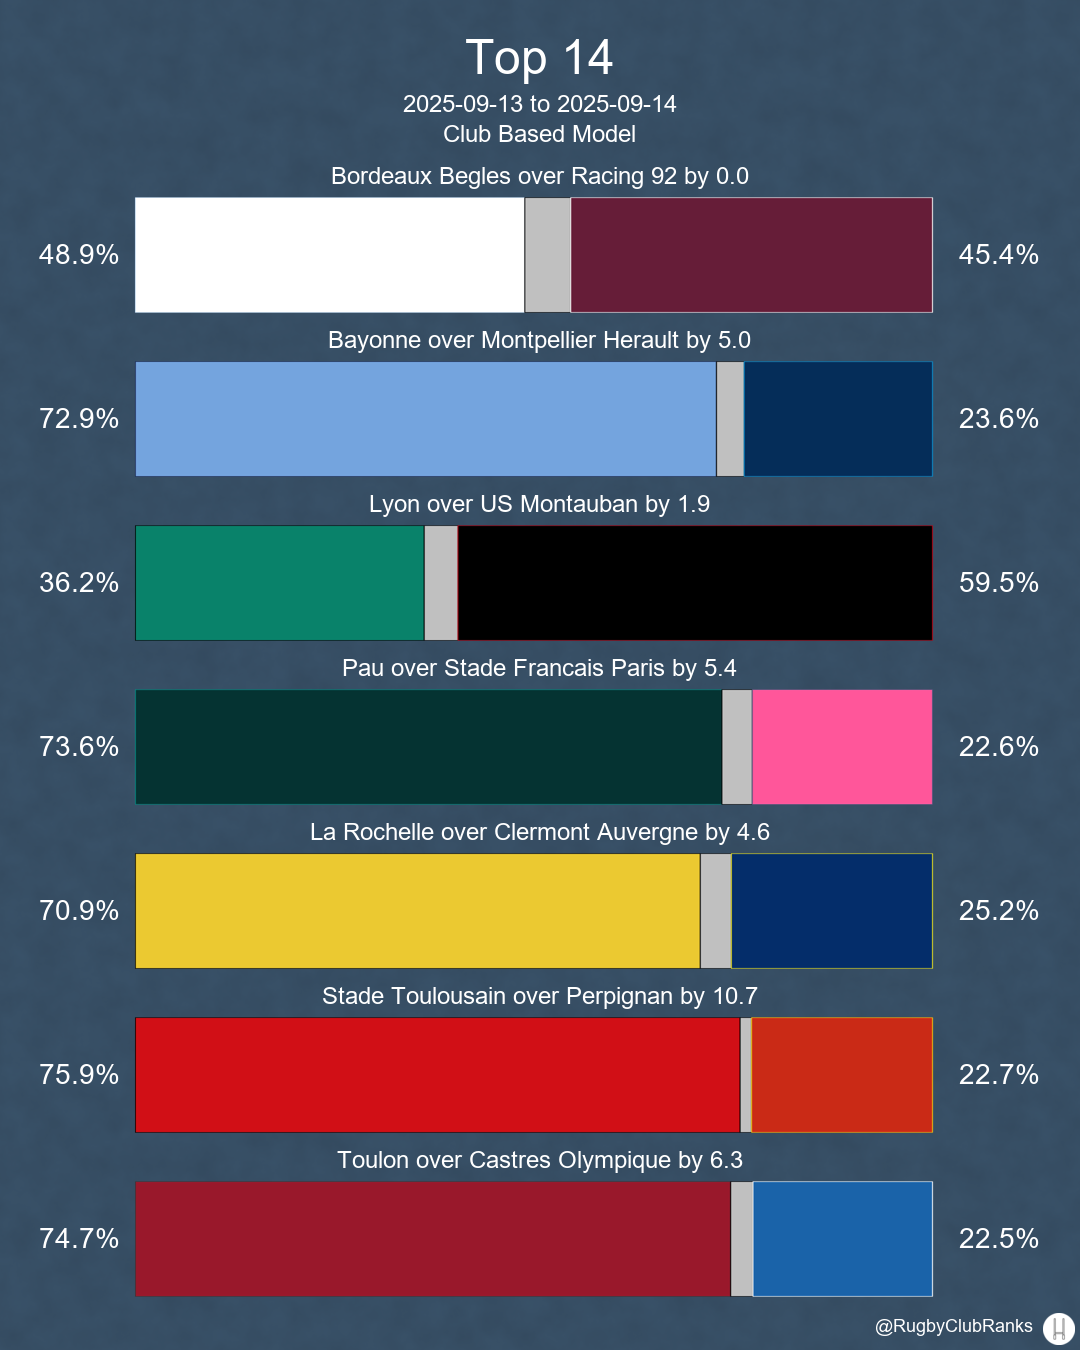 Top 14
2025-09-13 to 2025-09-14
Club Based Model
Bordeaux Begles over Racing 92 by 0.0
48.9% 45.4%
Bayonne over Montpellier Herault by 5.0
72.9% 23.6%
Lyon over US Montauban by 1.9
36.2% 59.5%
Pau over Stade Francais Paris by 5.4
73.6% 22.6%
La Rochelle over Clermont Auvergne by 4.6
70.9% 25.2%
Stade Toulousain over Perpignan by 10.7
75.9% 22.7%
Toulon over Castres Olympique by 6.3
74.7% 22.5%
@RugbyClubRanks